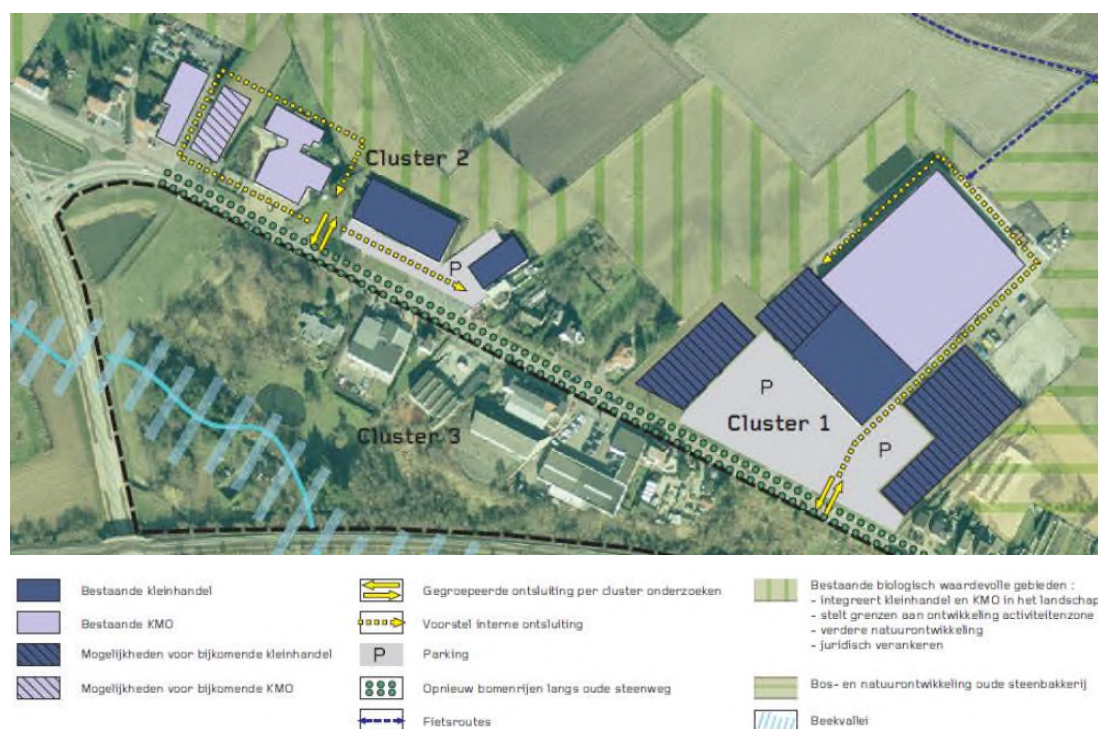 Cluster 2
P
P
Cluster 1
P
Cluster 3
Bestaande kleinhandel
Bestaande KMO
Mogelijkheden voor bijkomende kleinhandel
Mogelijkheden voor bijkomende KMO
Gegroepeerde ontsluiting per cluster onderzoeken
Voorstel interne ontsluiting
P Parking
Opnieuw bomenrijen langs oude steenweg
Fietsroutes
Bestaande biologisch waardevolle gebieden :
- integreert kleinhandel en KMO in het landschap
- stelt grenzen aan ontwikkeling activiteitenzone
- verdere natuurontwikkeling
- juridisch verankeren
Bos- en natuurontwikkeling oude steenbakkerij
Beekvallei